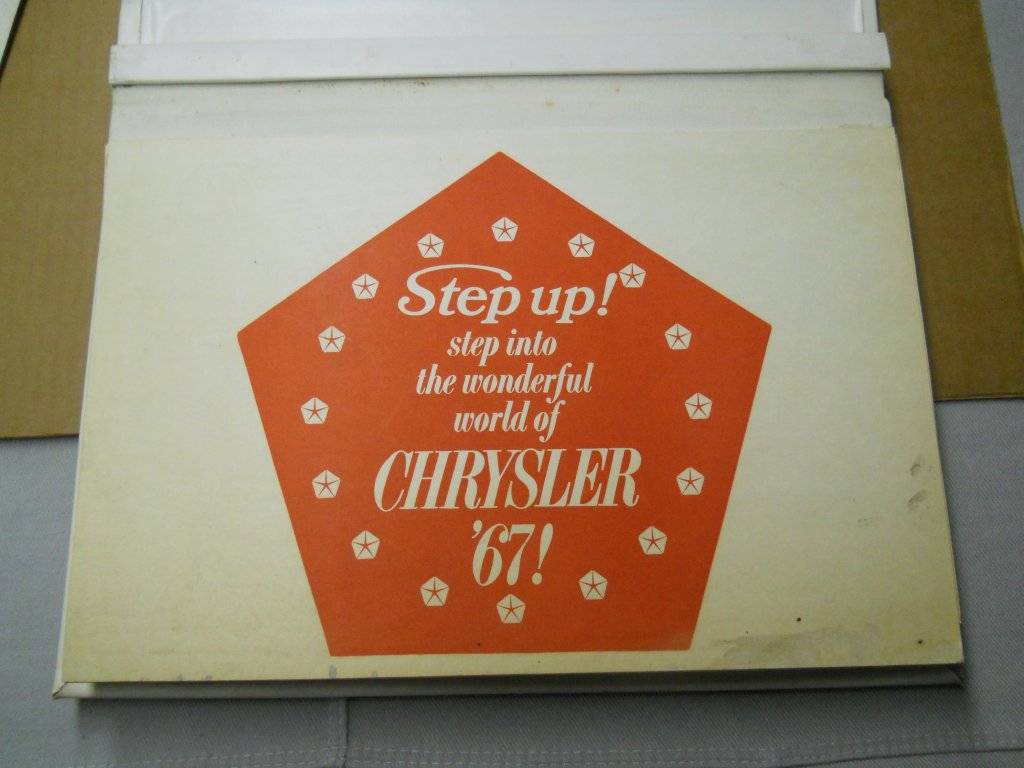 Step up!
step into
the wonderful
world of
CHRYSLER
'67!